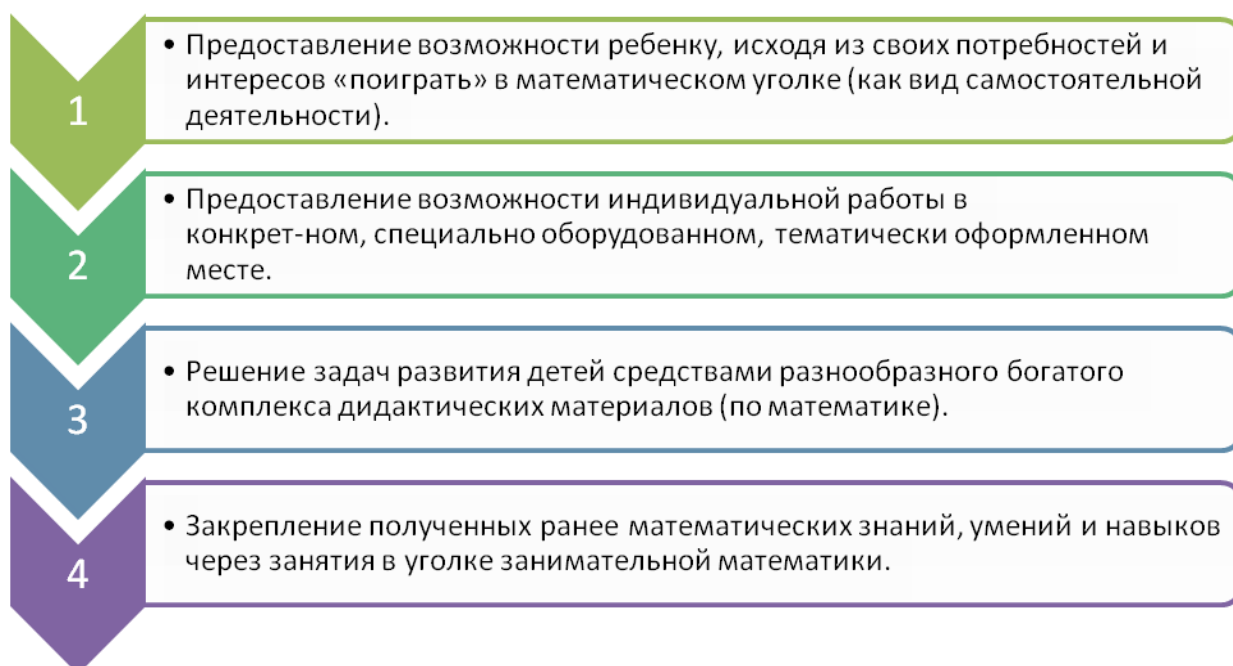 1
• Предоставление возможности ребенку, исходя из своих потребностей и
интересов «поиграть» в математическом уголке (как вид самостоятельной
деятельности).
2
• Предоставление возможности индивидуальной работы в
конкрет-ном, специально оборудованном, тематически оформленном
месте.
3
• Решение задач развития детей средствами разнообразного богатого
комплекса дидактических материалов (по математике).
4
• Закрепление полученных ранее математических знаний, умений и навыков
через занятия в уголке занимательной математики.